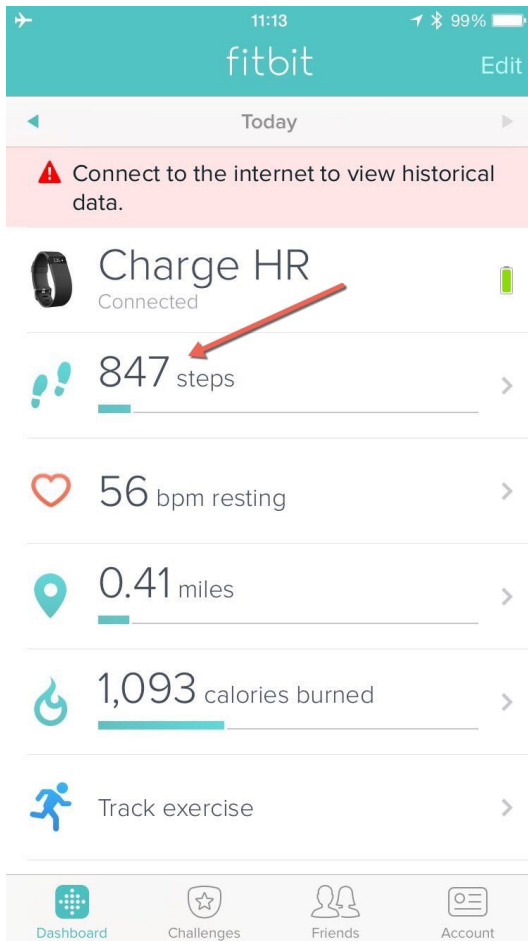 11:13
99%
fitbit
Edit
Today
Connect to the internet to view historical
data.
Charge HR
Connected
847 steps
56 bpm resting
0.41 miles
1,093 calories burned
Track exercise
Dashboard
Challenges
Friends
Account